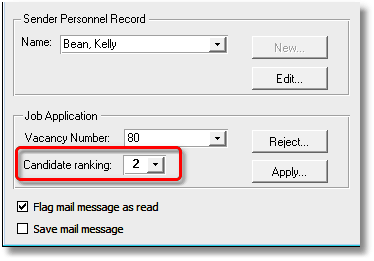 Sender Personnel Record
Name: Bean, Kelly
New...
Edit...
Job Application
Vacancy Number: 80
Reject...
Candidate ranking: 2
Apply...
Flag mail message as read
Save mail message